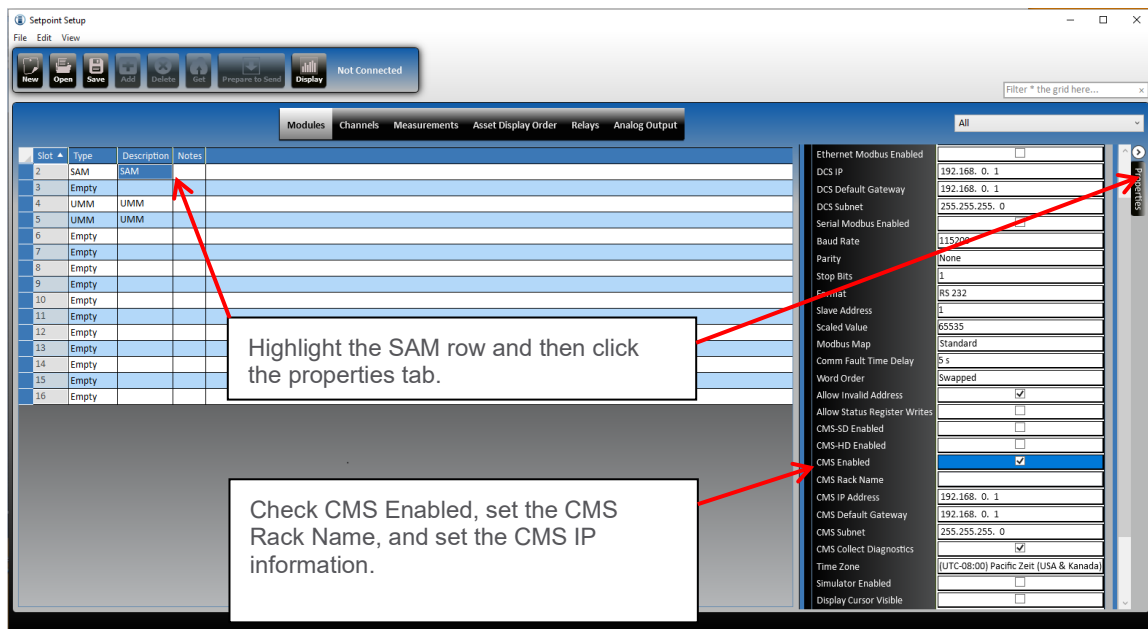 Setpoint Setup
File Edit View
New Open Save Add Delete Get Prepare to Send Display Not Connected
Filter * the grid here... x
Modules Channels Measurements Asset Display Order Relays Analog Output
All
Slot Type Description Notes
2 SAM SAM
3 Empty
4 UMM UMM
5 UMM UMM
6 Empty
7 Empty
8 Empty
9 Empty
10 Empty
11 Empty
12 Empty
13 Empty
14 Empty
15 Empty
16 Empty
Highlight the SAM row and then click
the properties tab.
Check CMS Enabled, set the CMS
Rack Name, and set the CMS IP
information.
Ethernet Modbus Enabled
DCS IP 192.168. 0. 1
DCS Default Gateway 192.168. 0. 1
DCS Subnet 255.255.255. 0
Serial Modbus Enabled
Baud Rate 115200
Parity None
Stop Bits 1
Format RS 232
Slave Address 1
Scaled Value 65535
Modbus Map Standard
Comm Fault Time Delay 5 s
Word Order Swapped
Allow Invalid Address
Allow Status Register Writes
CMS-SD Enabled
CMS-HD Enabled
CMS Enabled
CMS Rack Name
CMS IP Address 192.168. 0. 1
CMS Default Gateway 192.168. 0. 1
CMS Subnet 255.255.255. 0
CMS Collect Diagnostics
Time Zone (UTC-08:00) Pacific Zeit (USA & Kanada)
Simulator Enabled
Display Cursor Visible
Properties